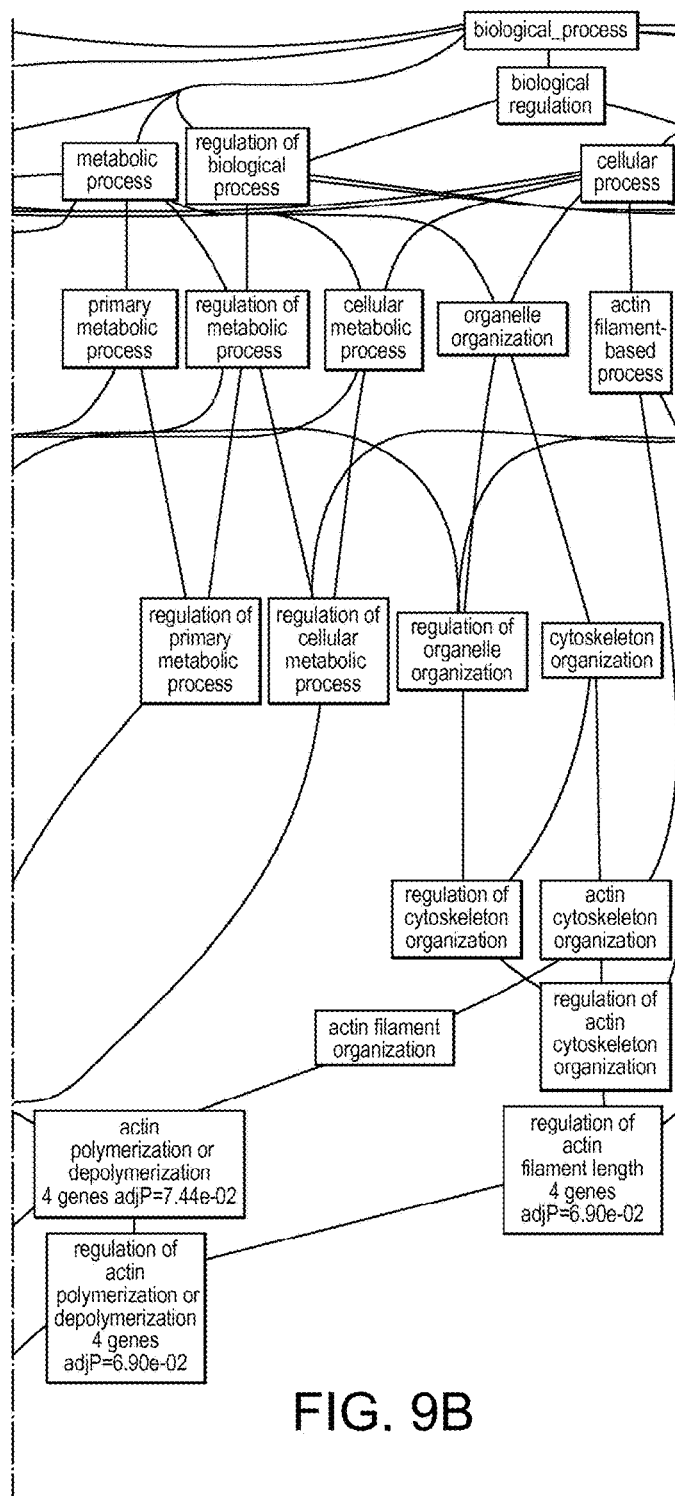 biological_process
biological
regulation
metabolic
process
regulation of
biological
process
cellular
process
primary
metabolic
process
regulation of
metabolic
process
cellular
metabolic
process
organelle
organization
actin
filament-
based
process
regulation of
primary
metabolic
process
regulation of
cellular
metabolic
process
regulation of
organelle
organization
cytoskeleton
organization
regulation of
cytoskeleton
organization
actin
cytoskeleton
organization
actin filament
organization
regulation of
actin
cytoskeleton
organization
actin
polymerization or
depolymerization
4 genes adjP=7.44e-02
regulation of
actin
filament length
4 genes
adjP=6.90e-02
regulation of
actin
polymerization or
depolymerization
4 genes
adjP=6.90e-02
FIG. 9B